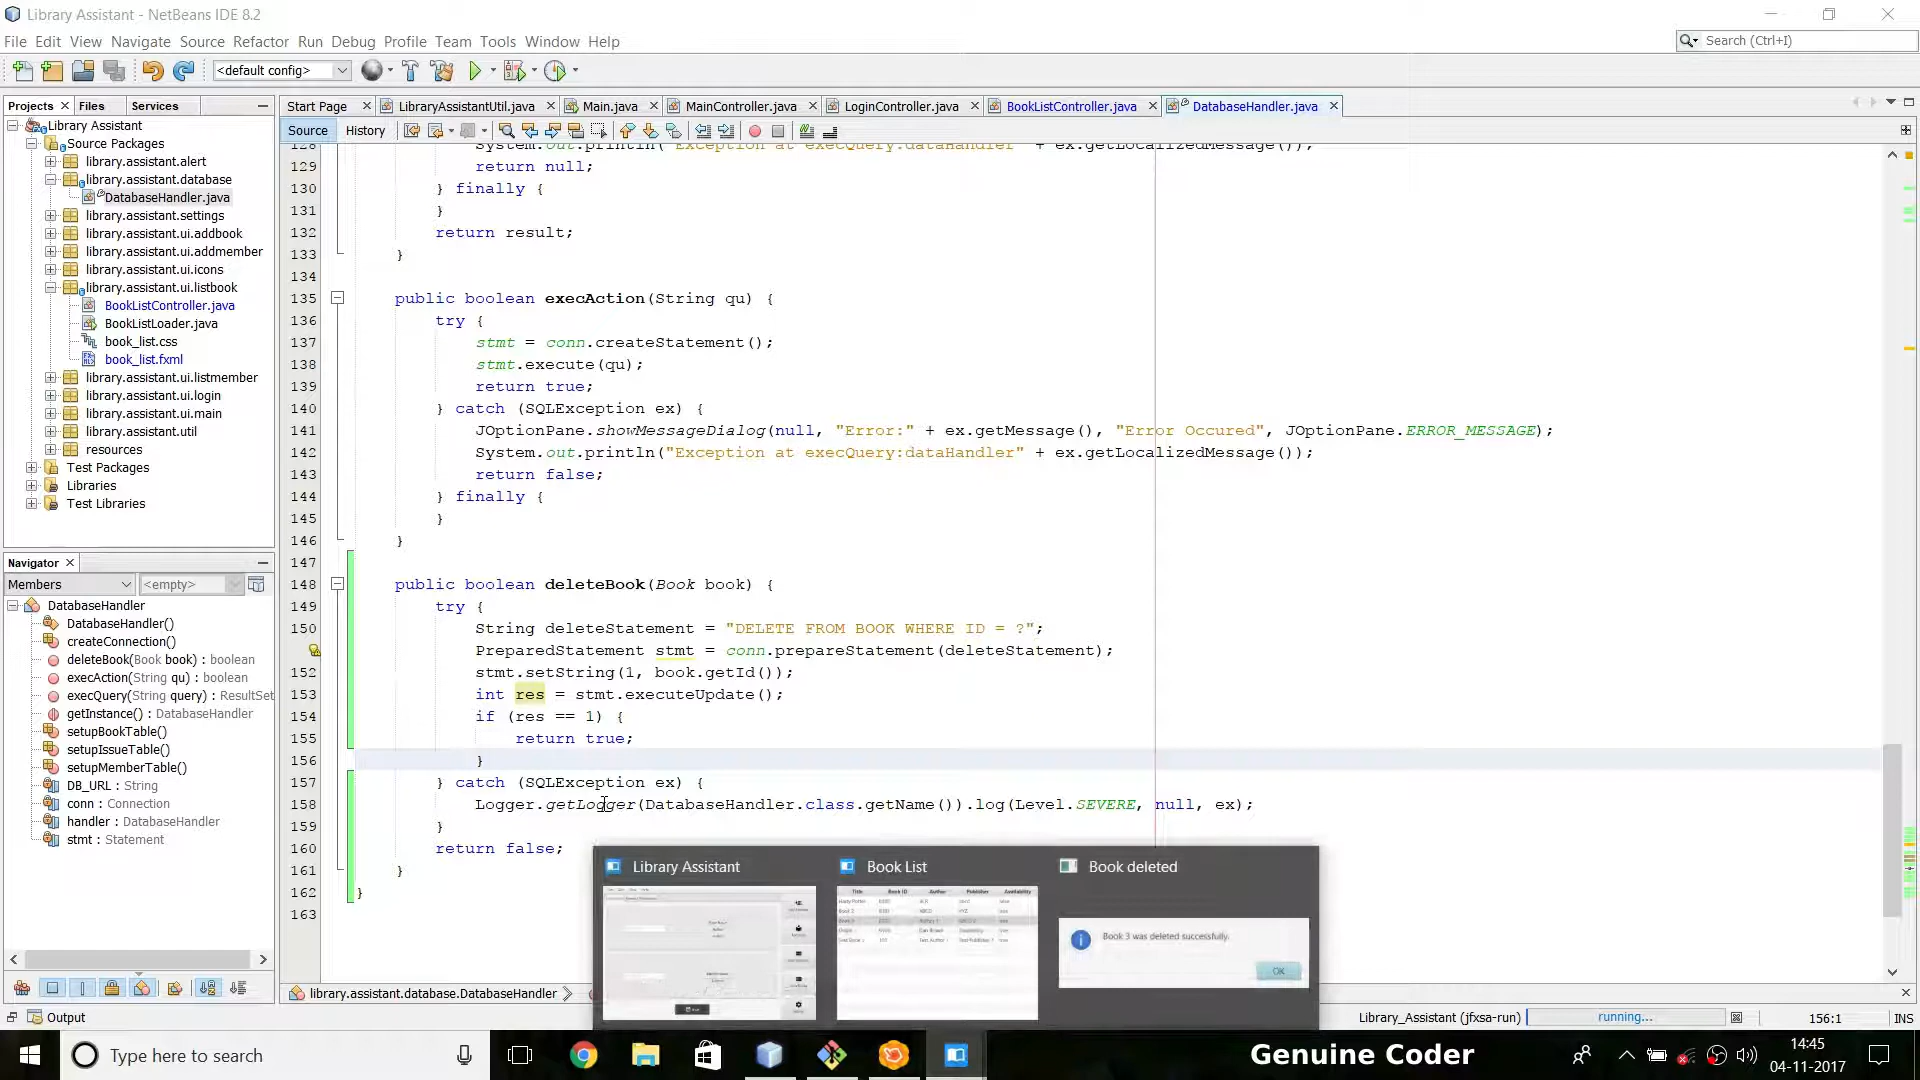 Library Assistant - NetBeans IDE 8.2
File Edit View Navigate Source Refactor Run Debug Profile Team Tools Window Help
Search (Ctrl+I)
<default config>
Projects Files Services
Start Page LibraryAssistantUtil.java Main.java MainController.java LoginController.java BookListController.java DatabaseHandler.java
Source History
Library Assistant
Source Packages
library.assistant.alert
library.assistant.database
DatabaseHandler.java
library.assistant.settings
library.assistant.ui.addbook
library.assistant.ui.addmember
library.assistant.ui.icons
library.assistant.ui.listbook
BookListController.java
BookListLoader.java
book_list.css
book_list.fxml
library.assistant.ui.listmember
library.assistant.ui.login
library.assistant.ui.main
library.assistant.util
resources
Test Packages
Libraries
Test Libraries
Navigator
Members <empty>
DatabaseHandler
DatabaseHandler()
createConnection()
deleteBook(Book book) : boolean
execAction(String qu) : boolean
execQuery(String query) : ResultSet
getInstance() : DatabaseHandler
setupBookTable()
setupIssueTable()
setupMemberTable()
DB_URL : String
conn : Connection
handler : DatabaseHandler
stmt : Statement
128 System.out.println("Exception at execQuery:dataHandler" + ex.getLocalizedMessage());
129 return null;
130 } finally {
131 }
132 return result;
133 }
134
135 public boolean execAction(String qu) {
136 try {
137 stmt = conn.createStatement();
138 stmt.execute(qu);
139 return true;
140 } catch (SQLException ex) {
141 JOptionPane.showMessageDialog(null, "Error:" + ex.getMessage(), "Error Occured", JOptionPane.ERROR_MESSAGE);
142 System.out.println("Exception at execQuery:dataHandler" + ex.getLocalizedMessage());
143 return false;
144 } finally {
145 }
146 }
147
148 public boolean deleteBook(Book book) {
149 try {
150 String deleteStatement = "DELETE FROM BOOK WHERE ID = ?";
PreparedStatement stmt = conn.prepareStatement(deleteStatement);
152 stmt.setString(1, book.getId());
153 int res = stmt.executeUpdate();
154 if (res == 1) {
155 return true;
156 }
157 } catch (SQLException ex) {
158 Logger.getLogger(DatabaseHandler.class.getName()).log(Level.SEVERE, null, ex);
159 }
160 return false;
161 }
162 }
163
Library Assistant
Book List
Title Book ID Author Publisher Availability
Book deleted
Book 3 was deleted successfully.
OK
library.assistant.database.DatabaseHandler
Output
Library_Assistant (jfxsa-run) running... 156:1 INS
Type here to search
Genuine Coder
14:45
04-11-2017